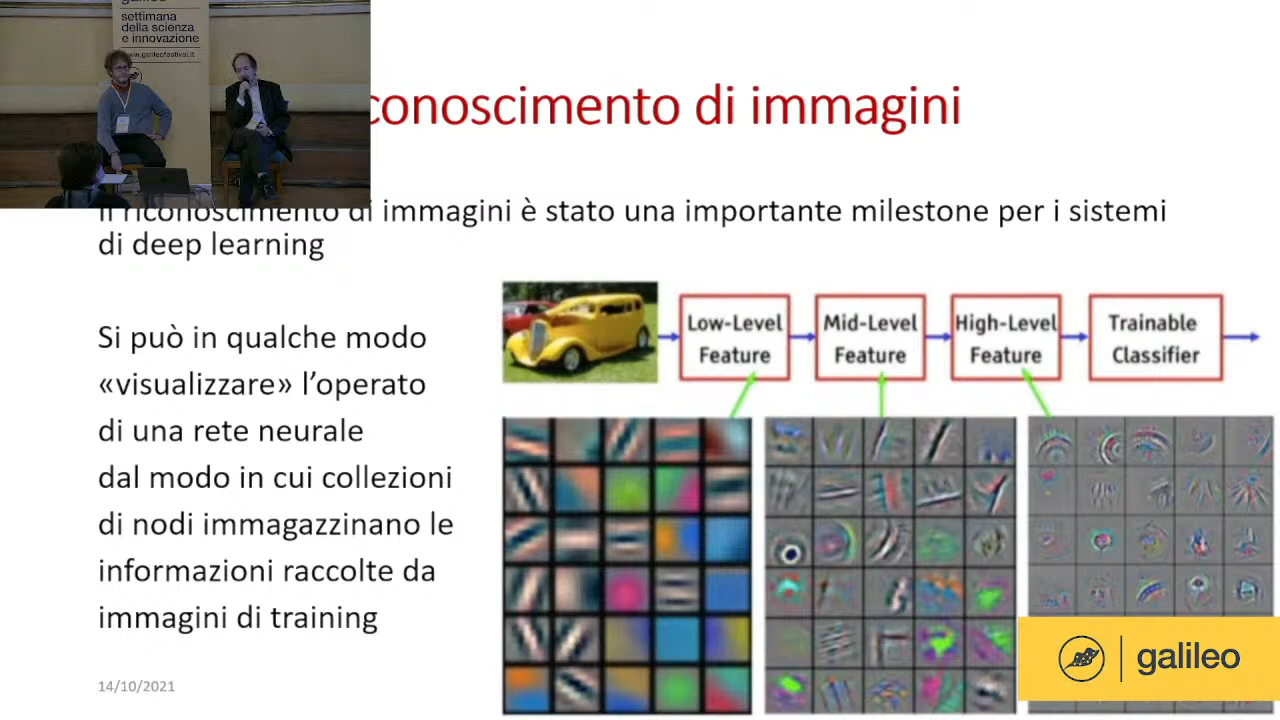 settimana
della scienza
e innovazione
www.galileofestival.it
conoscimento di immagini
Il riconoscimento di immagini è stato una importante milestone per i sistemi
di deep learning
Si può in qualche modo
«visualizzare» l'operato
di una rete neurale
dal modo in cui collezioni
di nodi immagazzinano le
informazioni raccolte da
immagini di training
Low-Level
Feature
Mid-Level
Feature
High-Level
Feature
Trainable
Classifier
14/10/2021
galileo